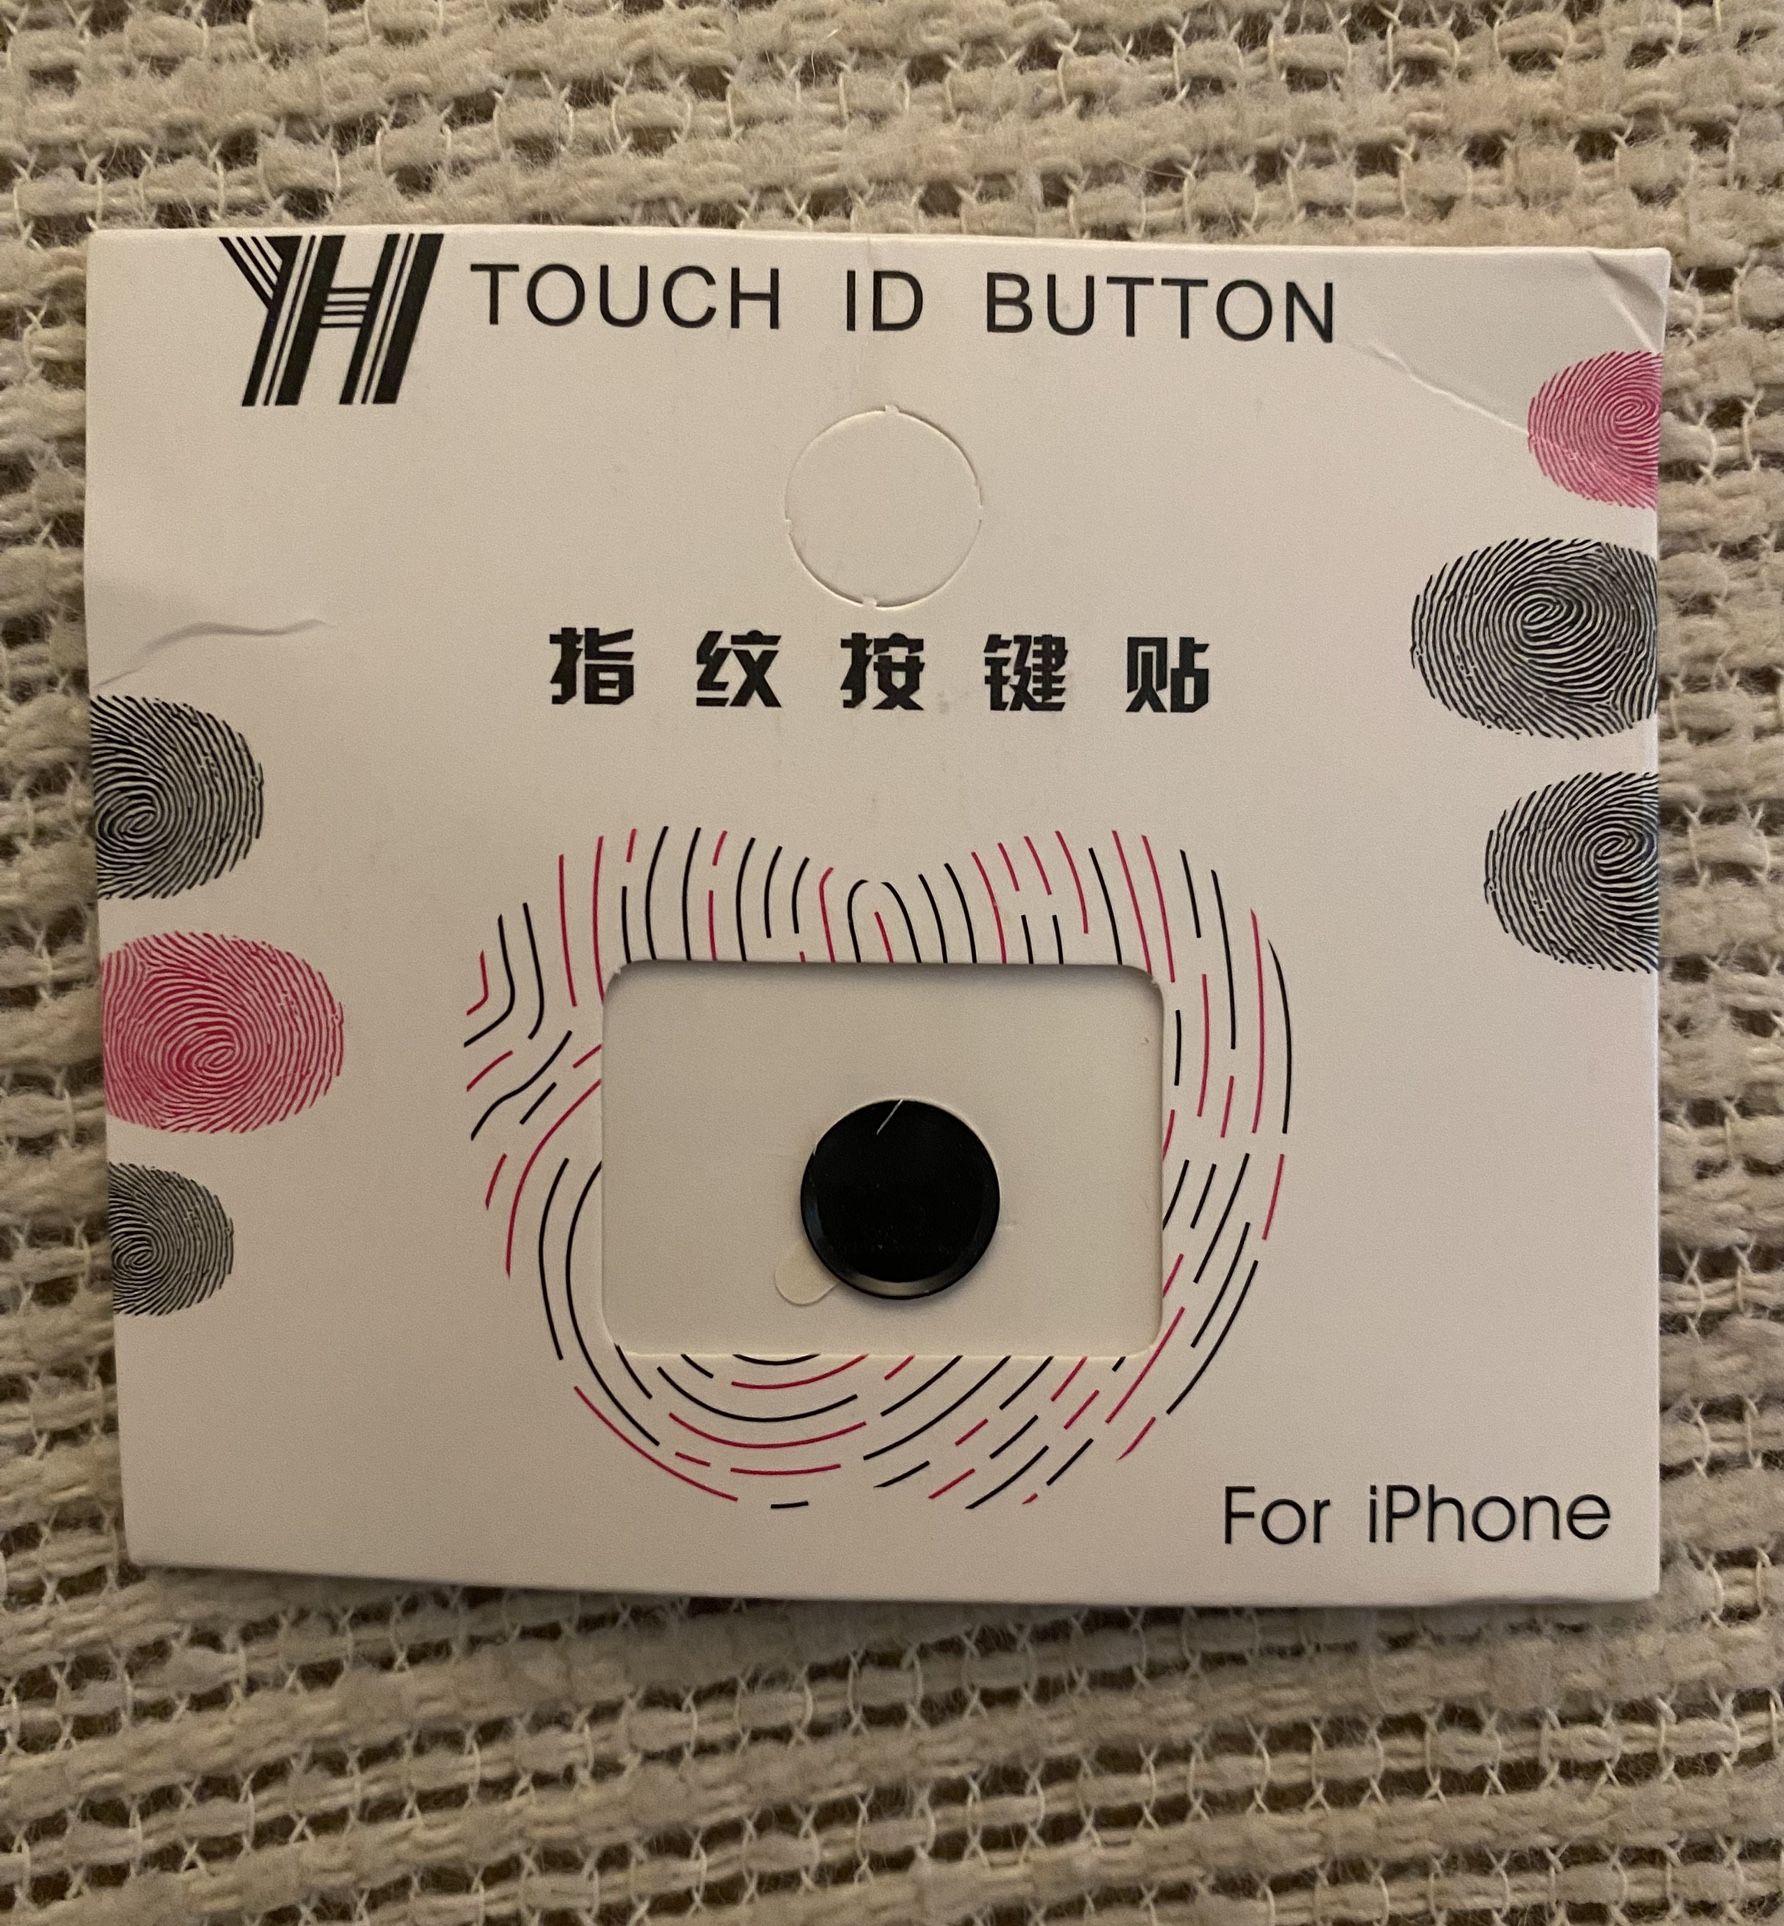 YH TOUCH ID BUTTON
指纹按键贴
For iPhone